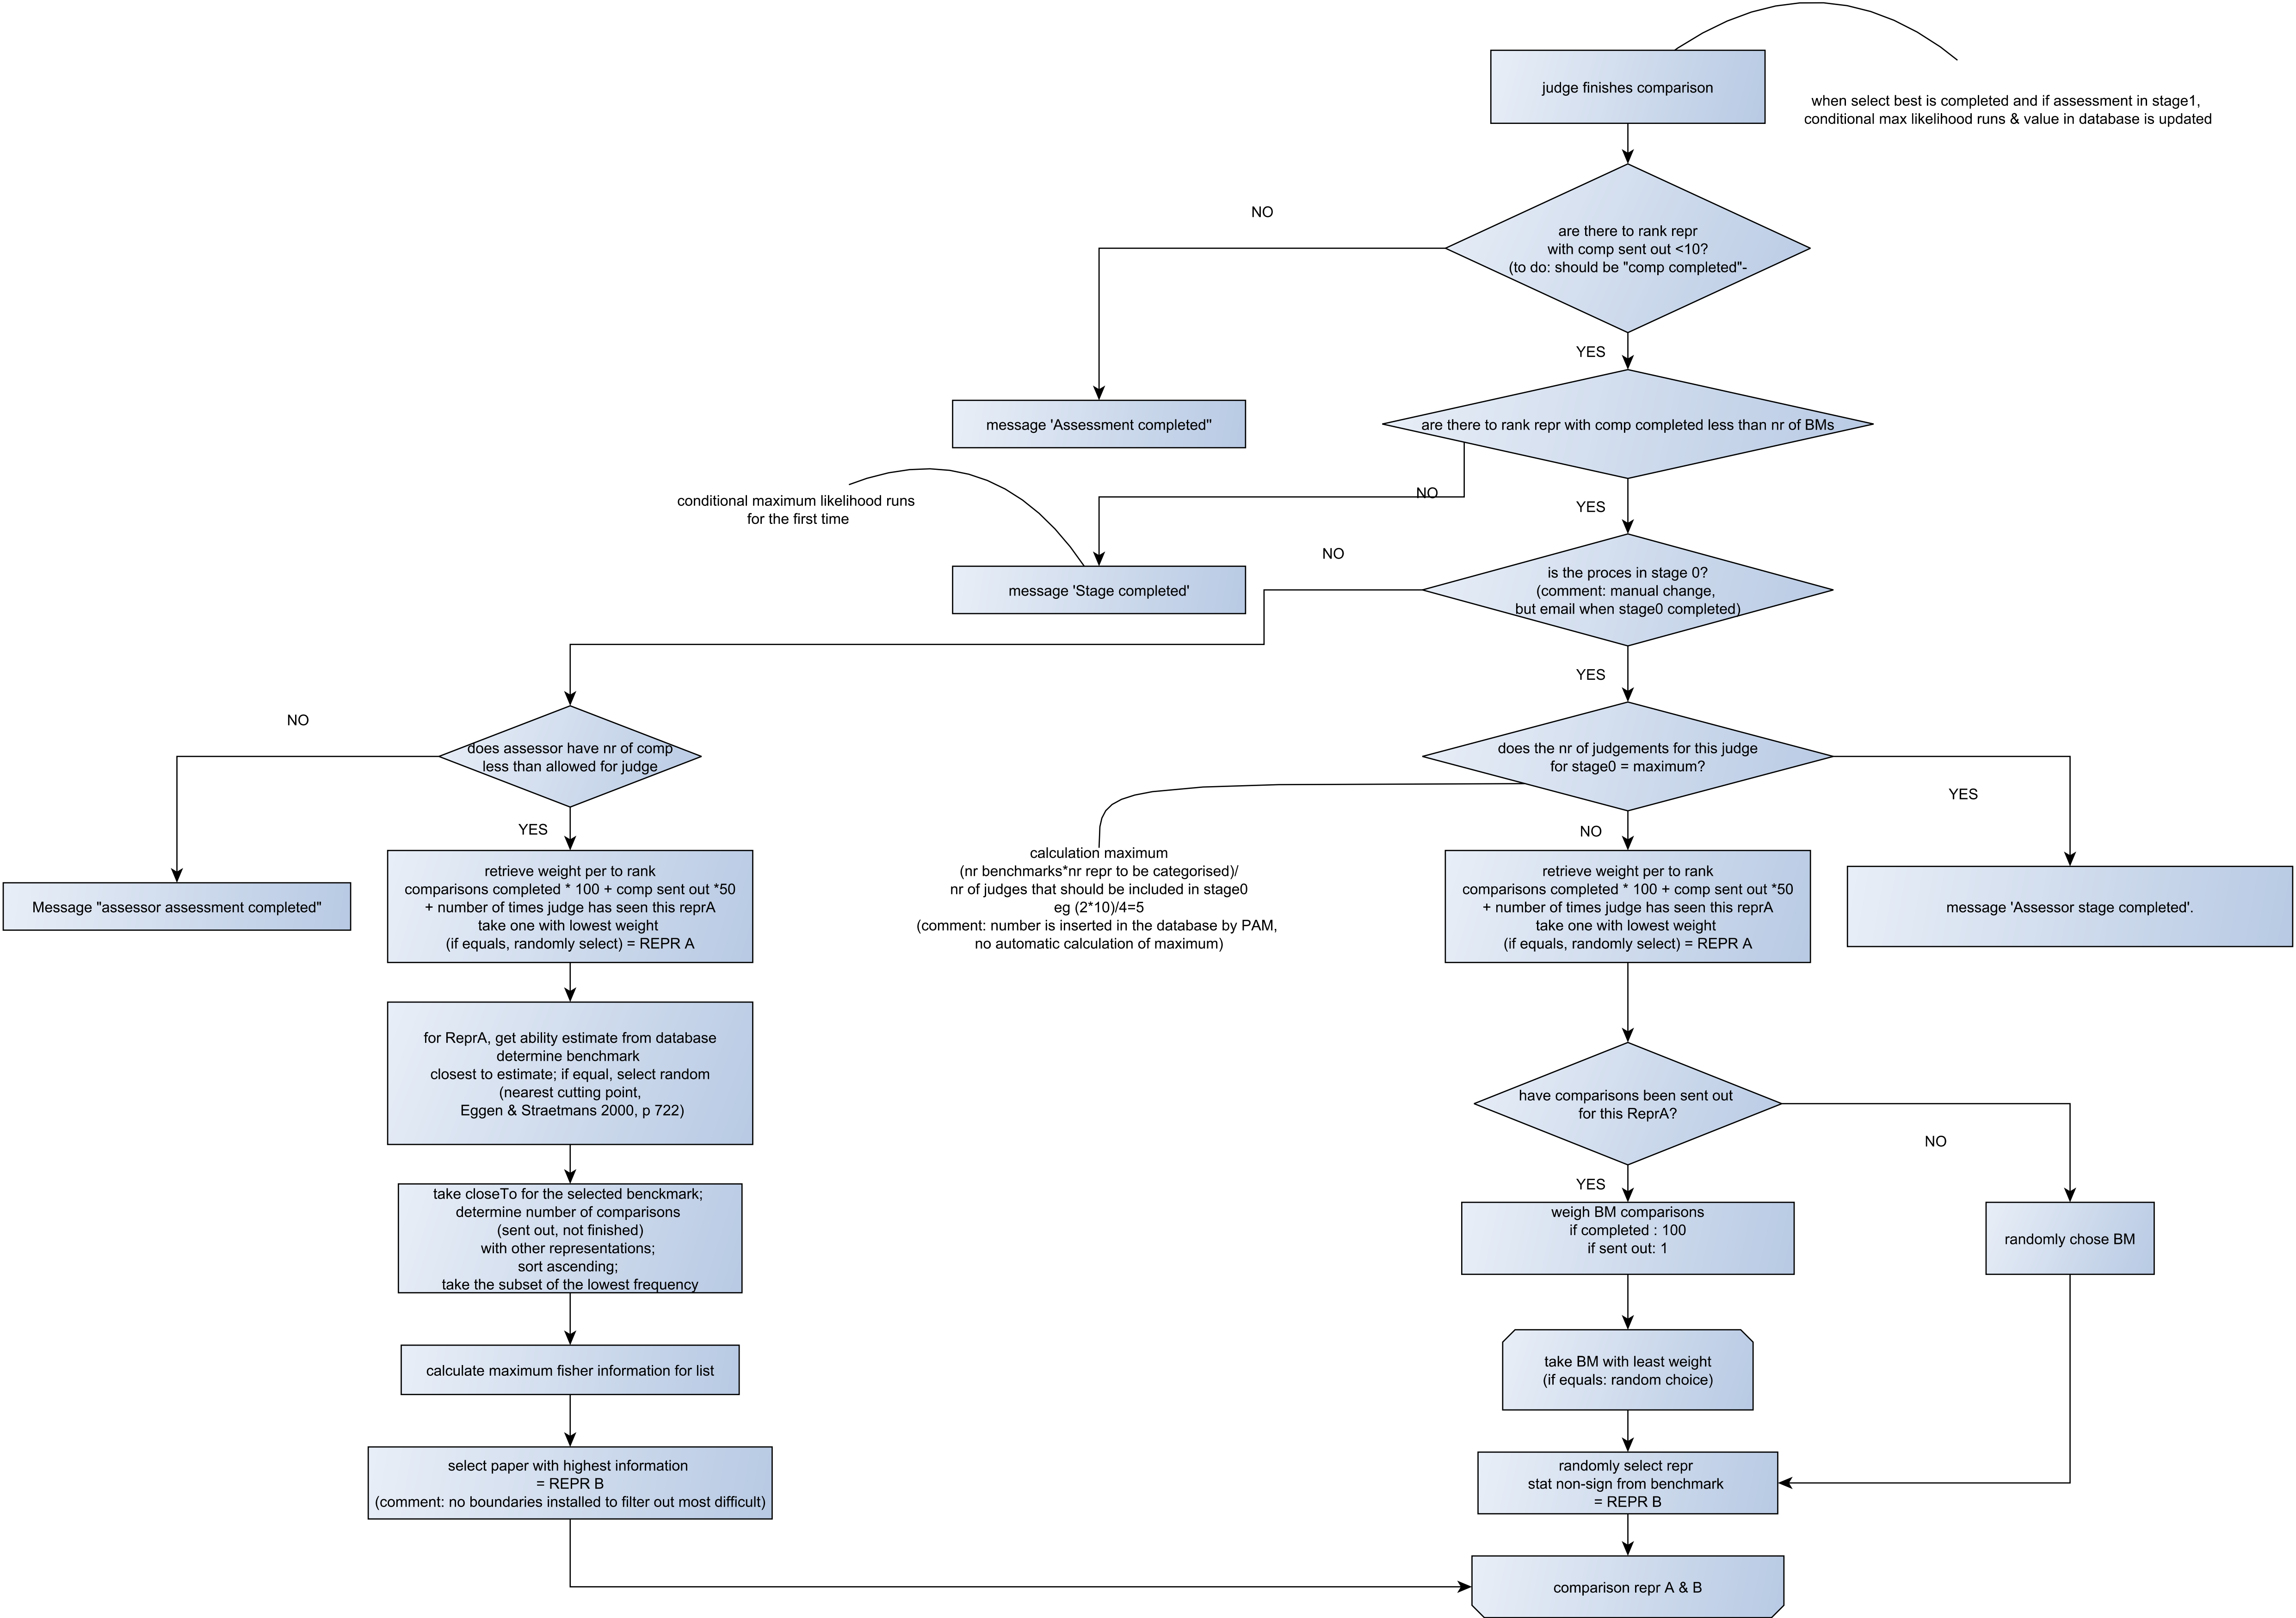 judge finishes comparison
when select best is completed and if assessment in stage1,
conditional max likelihood runs & value in database is updated
NO
are there to rank repr
with comp sent out <10?
(to do: should be "comp completed"-
YES
message 'Assessment completed"
are there to rank repr with comp completed less than nr of BMs
NO
conditional maximum likelihood runs
for the first time
YES
NO
message 'Stage completed'
is the proces in stage 0?
(comment: manual change,
but email when stage0 completed)
YES
NO
does assessor have nr of comp
less than allowed for judge
does the nr of judgements for this judge
for stage0 = maximum?
YES
YES
NO
Message "assessor assessment completed"
retrieve weight per to rank
comparisons completed * 100 + comp sent out *50
+ number of times judge has seen this reprA
take one with lowest weight
(if equals, randomly select) = REPR A
calculation maximum
(nr benchmarks*nr repr to be categorised)/
nr of judges that should be included in stage0
eg (2*10)/4=5
(comment: number is inserted in the database by PAM,
no automatic calculation of maximum)
retrieve weight per to rank
comparisons completed * 100 + comp sent out *50
+ number of times judge has seen this reprA
take one with lowest weight
(if equals, randomly select) = REPR A
message 'Assessor stage completed'.
for ReprA, get ability estimate from database
determine benchmark
closest to estimate; if equal, select random
(nearest cutting point,
Eggen & Straetmans 2000, p 722)
have comparisons been sent out
for this ReprA?
NO
YES
take closeTo for the selected benckmark;
determine number of comparisons
(sent out, not finished)
with other representations;
sort ascending;
take the subset of the lowest frequency
weigh BM comparisons
if completed : 100
if sent out: 1
randomly chose BM
calculate maximum fisher information for list
take BM with least weight
(if equals: random choice)
select paper with highest information
= REPR B
(comment: no boundaries installed to filter out most difficult)
randomly select repr
stat non-sign from benchmark
= REPR B
comparison repr A & B